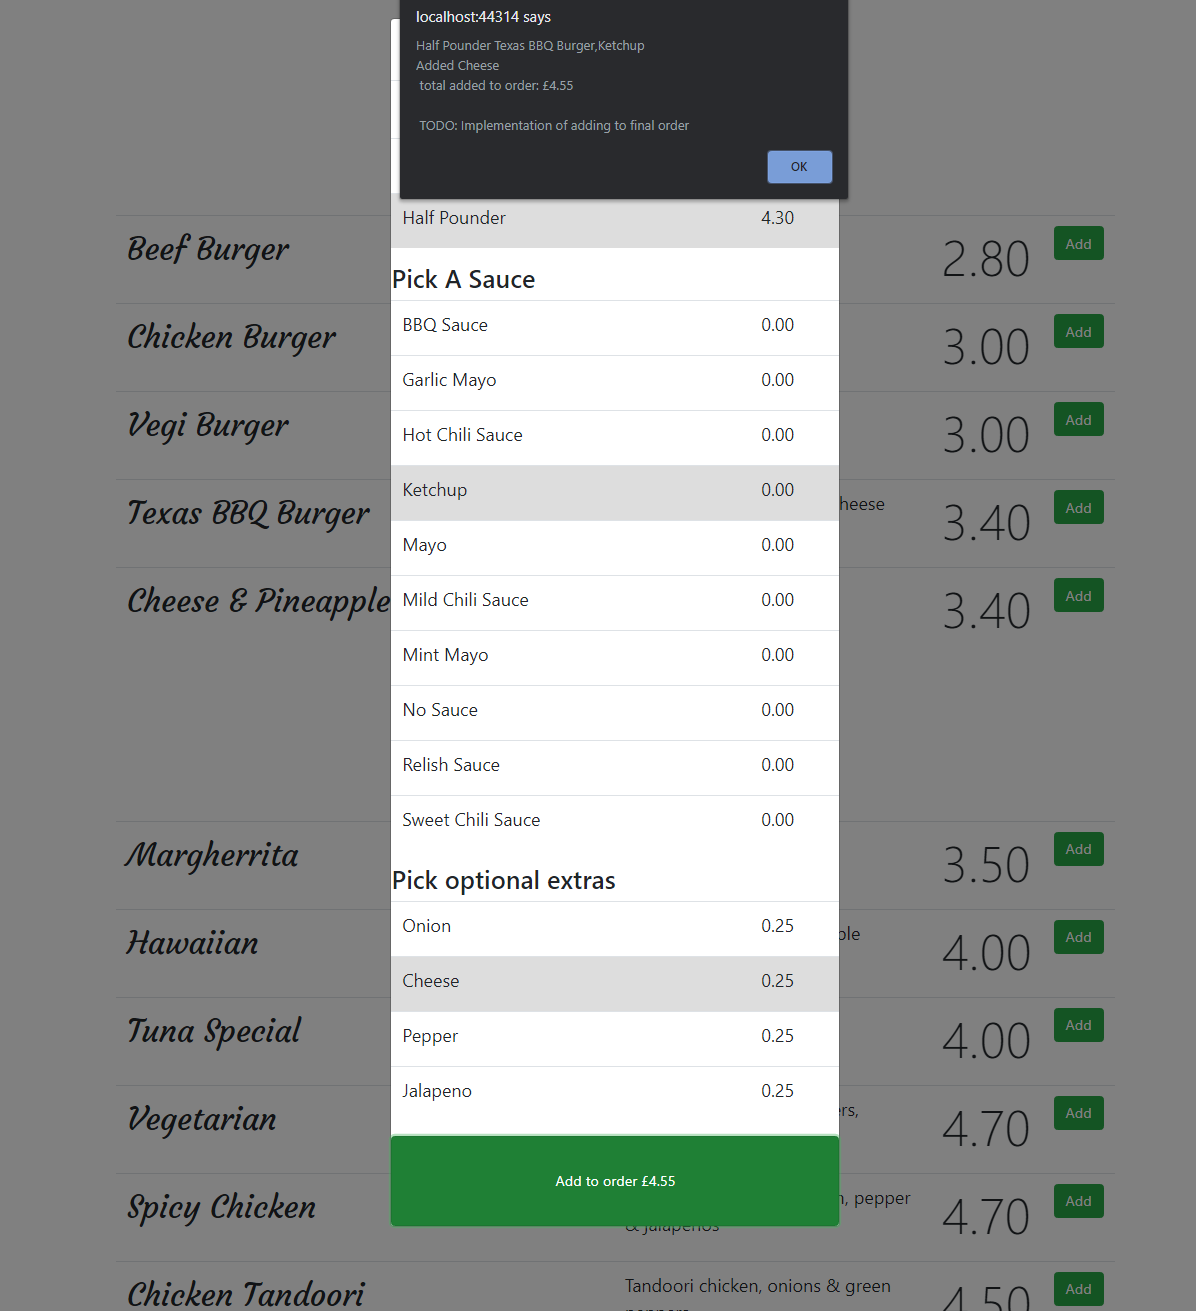 localhost:44314 says
Half Pounder Texas BBQ Burger,Ketchup
Added Cheese
total added to order: £4.55
TODO: Implementation of adding to final order
OK
Half Pounder 4.30
Pick A Sauce
BBQ Sauce 0.00
Garlic Mayo 0.00
Hot Chili Sauce 0.00
Ketchup 0.00
Mayo 0.00
Mild Chili Sauce 0.00
Mint Mayo 0.00
No Sauce 0.00
Relish Sauce 0.00
Sweet Chili Sauce 0.00
Pick optional extras
Onion 0.25
Cheese 0.25
Pepper 0.25
Jalapeno 0.25
Add to order £4.55
Beef Burger 2.80 Add
Chicken Burger 3.00 Add
Vegi Burger 3.00 Add
Texas BBQ Burger heese 3.40 Add
Cheese & Pineapple 3.40 Add
Margherrita 3.50 Add
Hawaiian ple 4.00 Add
Tuna Special 4.00 Add
Vegetarian ers, 4.70 Add
Spicy Chicken , pepper 4.70 Add
& jalapenos
Chicken Tandoori Tandoori chicken, onions & green 4.50 Add
peppers